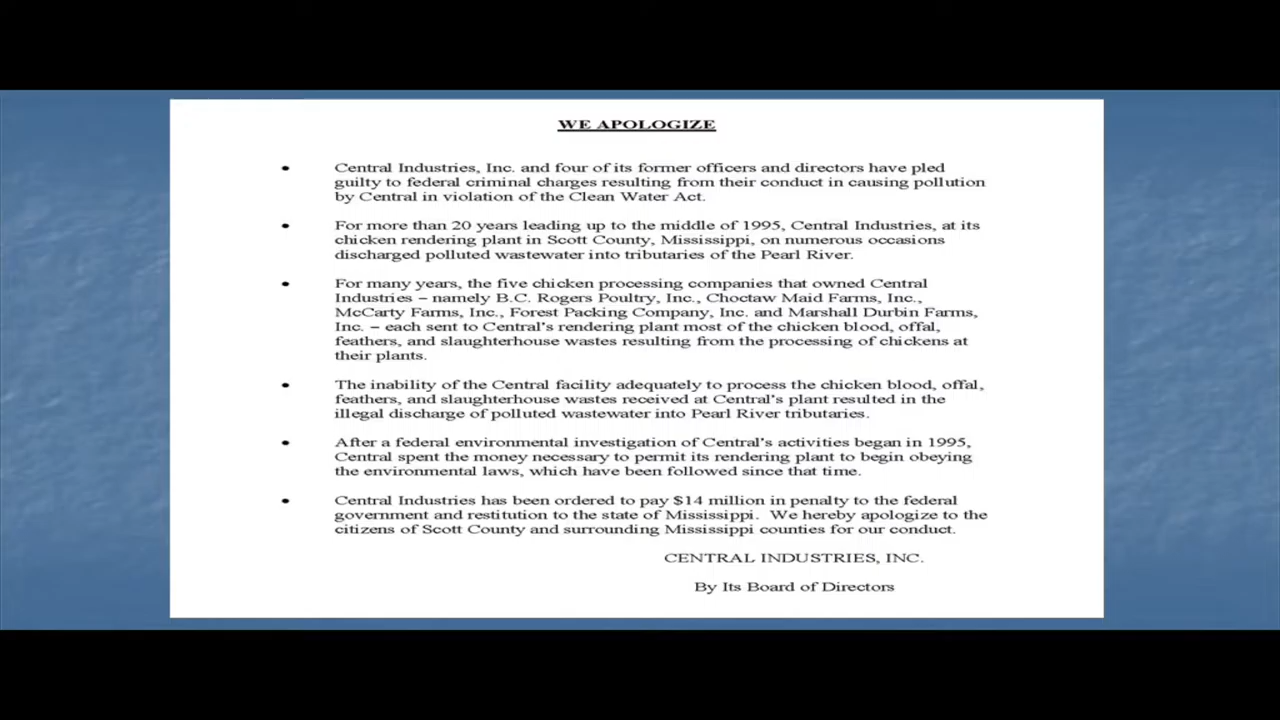 WE APOLOGIZE
• Central Industries, Inc. and four of its former officers and directors have pled
guilty to federal criminal charges resulting from their conduct in causing pollution
by Central in violation of the Clean Water Act.
• For more than 20 years leading up to the middle of 1995, Central Industries, at its
chicken rendering plant in Scott County, Mississippi, on numerous occasions
discharged polluted wastewater into tributaries of the Pearl River.
• For many years, the five chicken processing companies that owned Central
Industries – namely B.C. Rogers Poultry, Inc., Choctaw Maid Farms, Inc.,
McCarty Farms, Inc., Forest Packing Company, Inc. and Marshall Durbin Farms,
Inc. – each sent to Central's rendering plant most of the chicken blood, offal,
feathers, and slaughterhouse wastes resulting from the processing of chickens at
their plants.
• The inability of the Central facility adequately to process the chicken blood, offal,
feathers, and slaughterhouse wastes received at Central's plant resulted in the
illegal discharge of polluted wastewater into Pearl River tributaries.
• After a federal environmental investigation of Central's activities began in 1995,
Central spent the money necessary to permit its rendering plant to begin obeying
the environmental laws, which have been followed since that time.
• Central Industries has been ordered to pay $14 million in penalty to the federal
government and restitution to the state of Mississippi. We hereby apologize to the
citizens of Scott County and surrounding Mississippi counties for our conduct.
CENTRAL INDUSTRIES, INC.
By Its Board of Directors